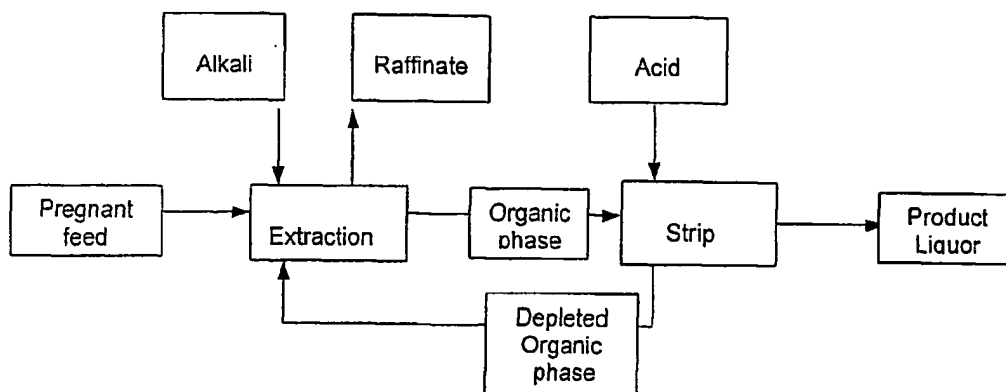 Alkali
Raffinate
Acid
Pregnant
feed
Extraction
Organic
phase
Strip
Product
Liquor
Depleted
Organic
phase